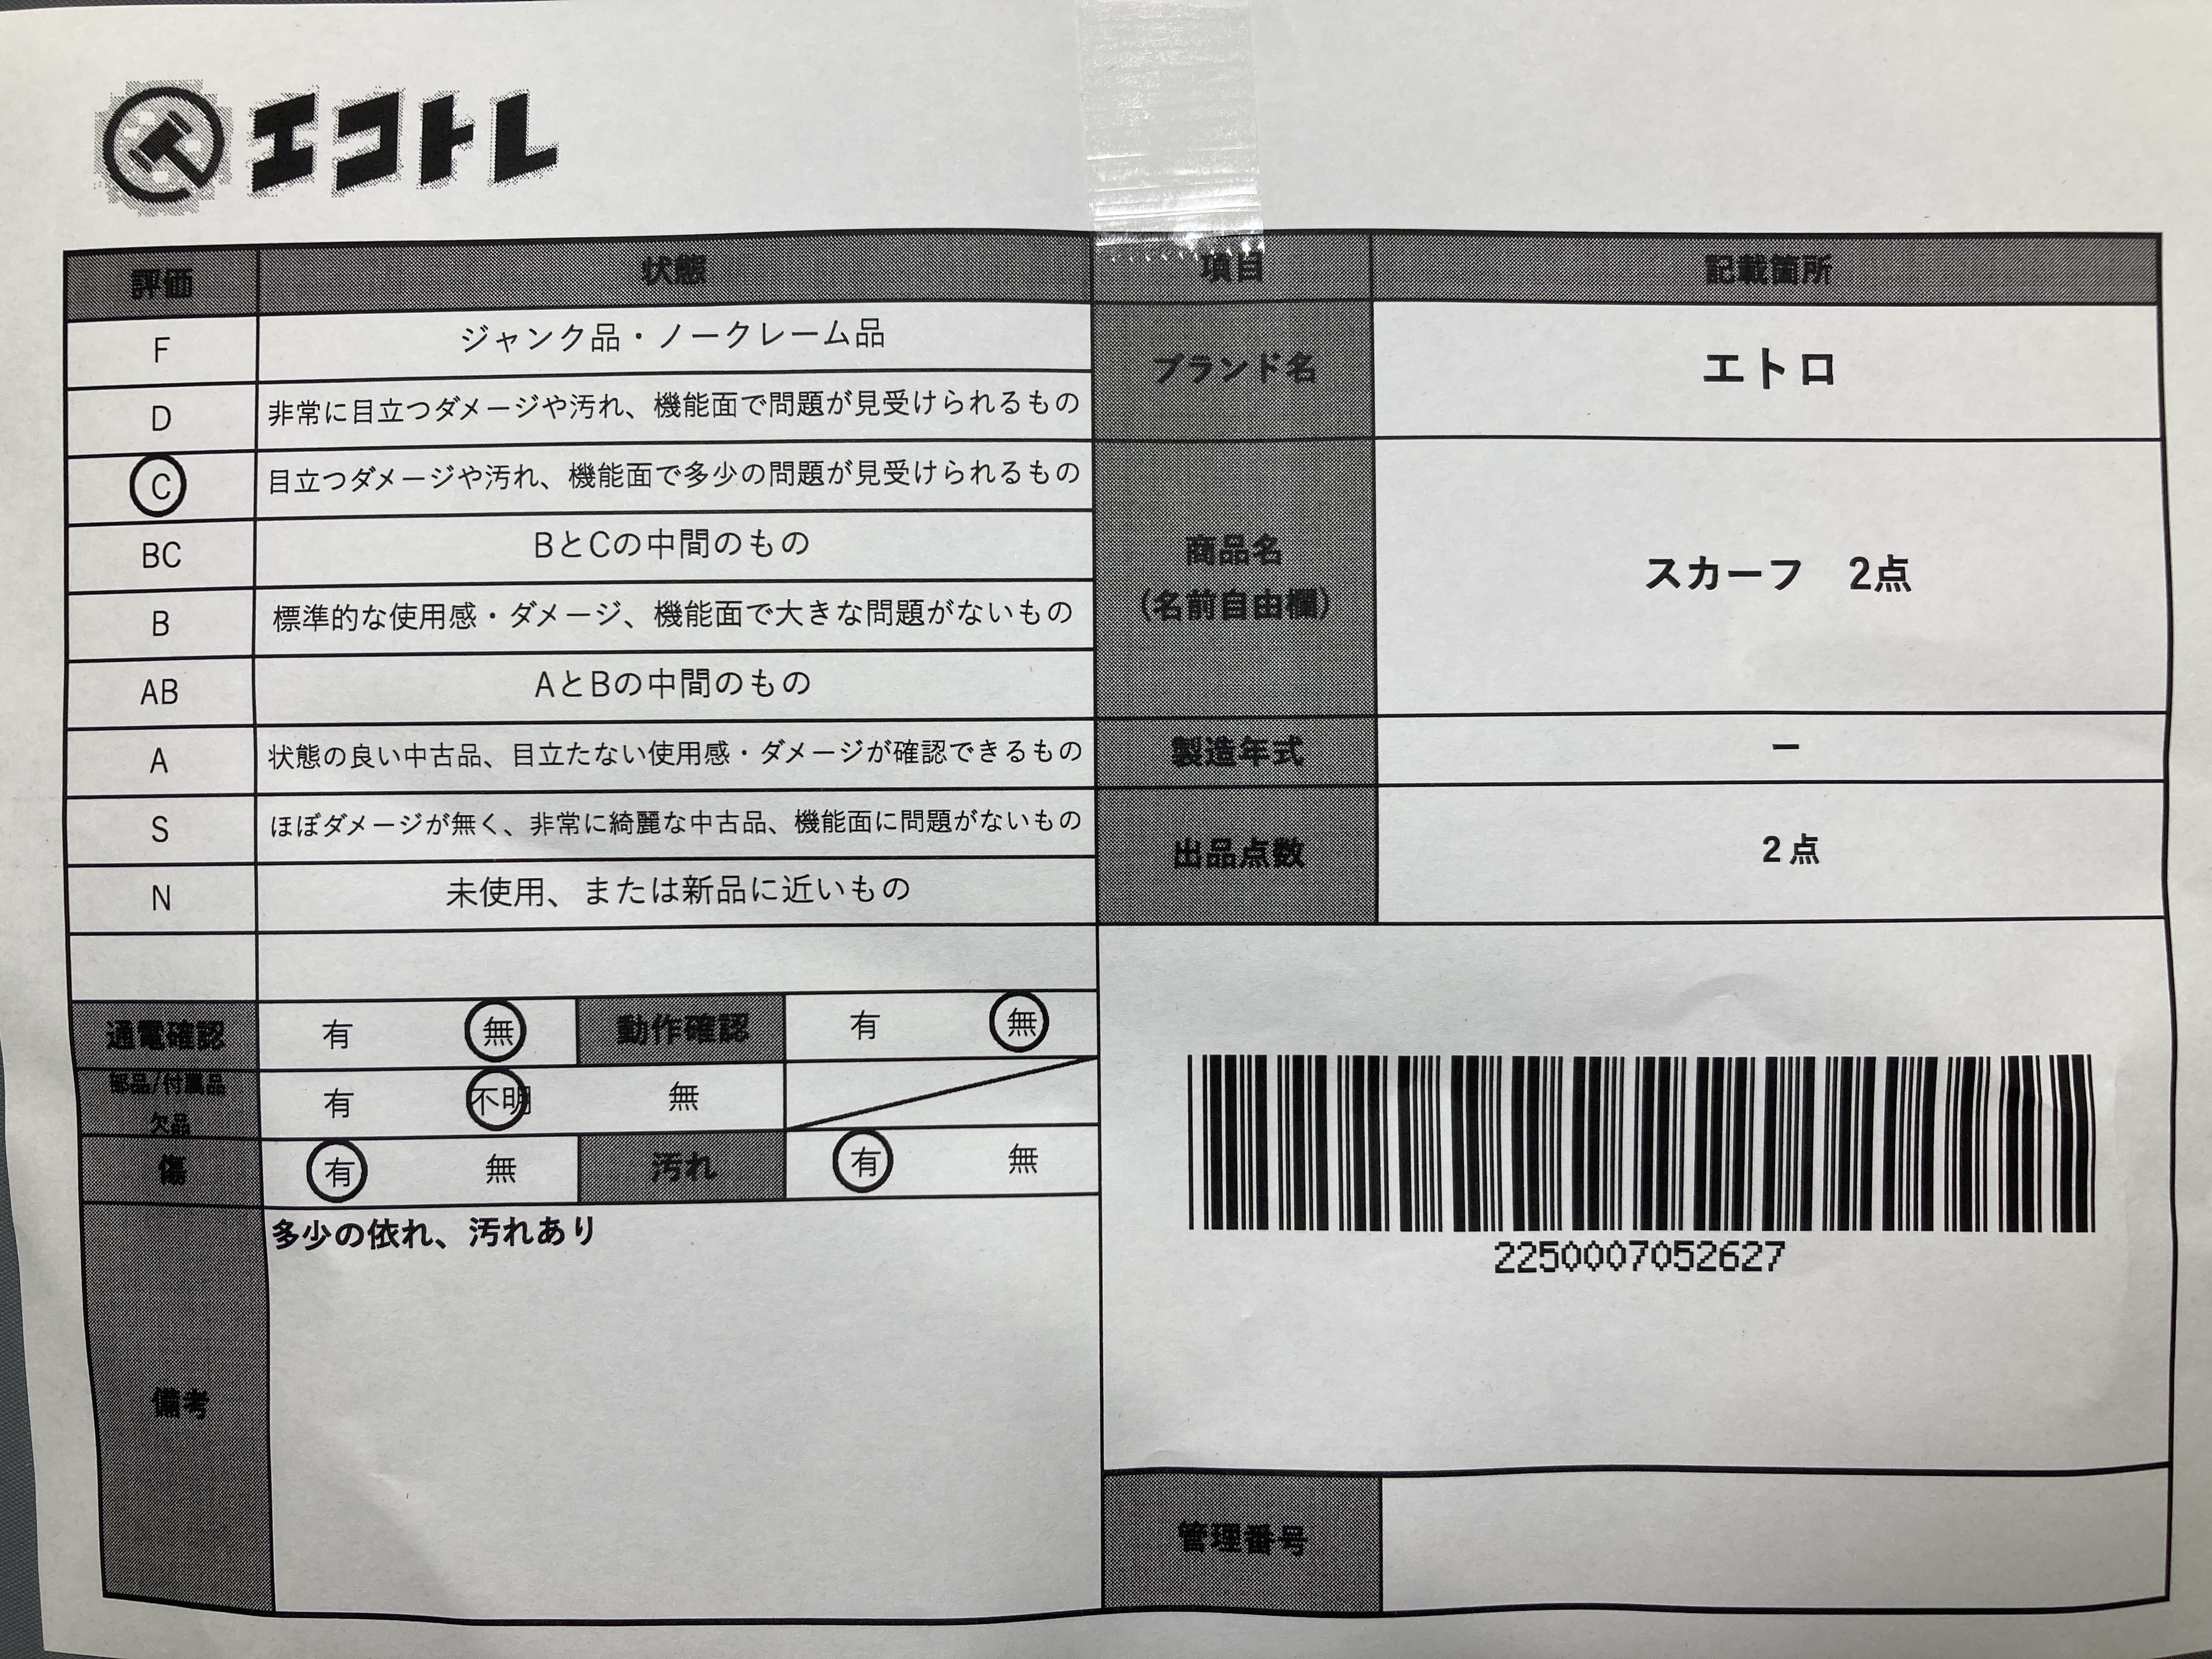 エコトレ
評価 状態 項目 記載箇所
F ジャンク品・ノークレーム品
D 非常に目立つダメージや汚れ、機能面で問題が見受けられるもの
C 目立つダメージや汚れ、機能面で多少の問題が見受けられるもの
BC BとCの中間のもの
B 標準的な使用感・ダメージ、機能面で大きな問題がないもの
AB AとBの中間のもの
A 状態の良い中古品、目立たない使用感・ダメージが確認できるもの
S ほぼダメージが無く、非常に綺麗な中古品、機能面に問題がないもの
N 未使用、または新品に近いもの
ブランド名 エトロ
商品名
(名前自由欄)
スカーフ 2点
製造年式 ー
出品点数 2点
通電確認 有 無 動作確認 有 無
部品/付属品
欠品
有 不明 無
傷 有 無 汚れ 有 無
備考
多少の依れ、汚れあり
2250007052627
管理番号